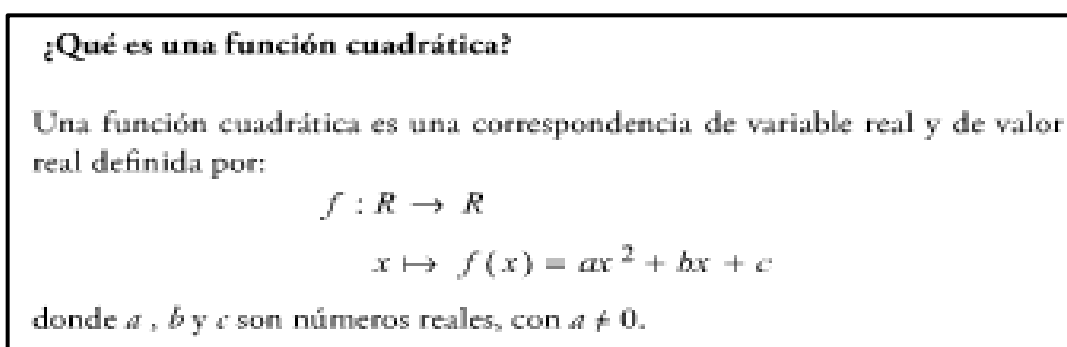 ¿Qué es una función cuadrática?
Una función cuadrática es una correspondencia de variable real y de valor
real definida por:
f : R → R
x ↦ f(x) = ax² + bx + c
donde a , b y c son números reales, con a ≠ 0.